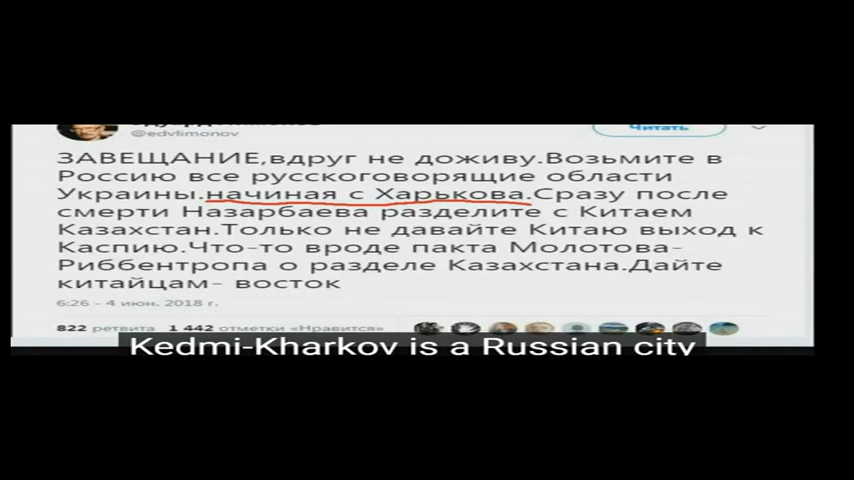 @edvlimonov
Читать
ЗАВЕЩАНИЕ,вдруг не доживу.Возьмите в
Россию все русскоговорящие области
Украины.начиная с Харькова.Сразу после
смерти Назарбаева разделите с Китаем
Казахстан.Только не давайте Китаю выход к
Каспию.Что-то вроде пакта Молотова-
Риббентропа о разделе Казахстана.Дайте
китайцам- восток
6:26 - 4 июн. 2018 г.
822 ретвита 1 442 отметки «Нравится»
Kedmi-Kharkov is a Russian city